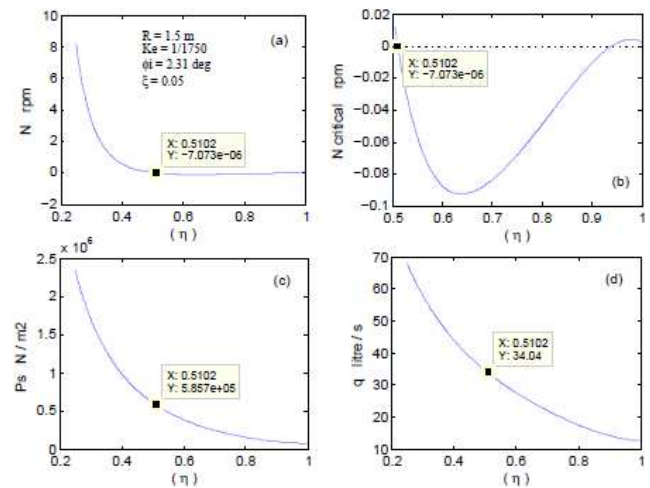 R = 1.5 m
Ke = 1/1750
φi = 2.31 deg
ξ = 0.05
(a)
N rpm
10
8
6
4
2
0
−2
X: 0.5102
Y: −7.073e−06
0.2
0.4
0.6
0.8
1
( η )
(b)
N critical rpm
0.02
0
−0.02
−0.04
−0.06
−0.08
−0.1
X: 0.5102
Y: −7.073e−06
0.5
0.6
0.7
0.8
0.9
1
( η )
(c)
x 10⁶
Ps N / m2
2.5
2
1.5
1
0.5
0
X: 0.5102
Y: 5.857e+05
0.2
0.4
0.6
0.8
1
( η )
(d)
q litre / s
70
60
50
40
30
20
10
X: 0.5102
Y: 34.04
0.2
0.4
0.6
0.8
1
( η )